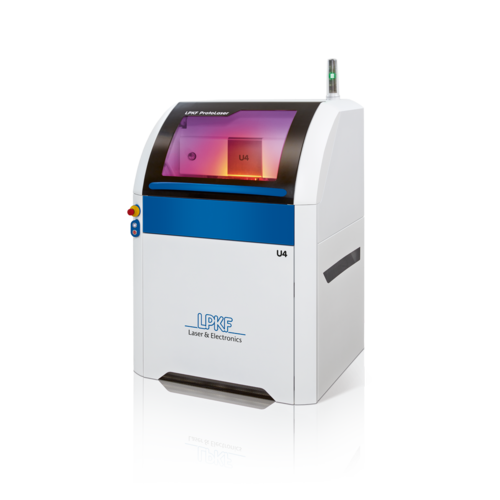 LPKF ProtoLaser
U4
U4
LPKF
Laser & Electronics